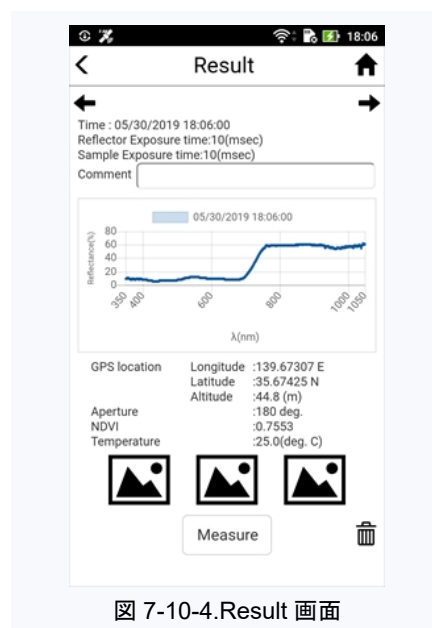 18:06
Result
Time : 05/30/2019 18:06:00
Reflector Exposure time:10(msec)
Sample Exposure time:10(msec)
Comment
05/30/2019 18:06:00
Reflectance(%)
80
60
40
20
0
350 400 600 800 1000 1050
λ(nm)
GPS location Longitude :139.67307 E
Latitude :35.67425 N
Altitude :44.8 (m)
Aperture :180 deg.
NDVI :0.7553
Temperature :25.0(deg. C)
Measure
図 7-10-4.Result 画面